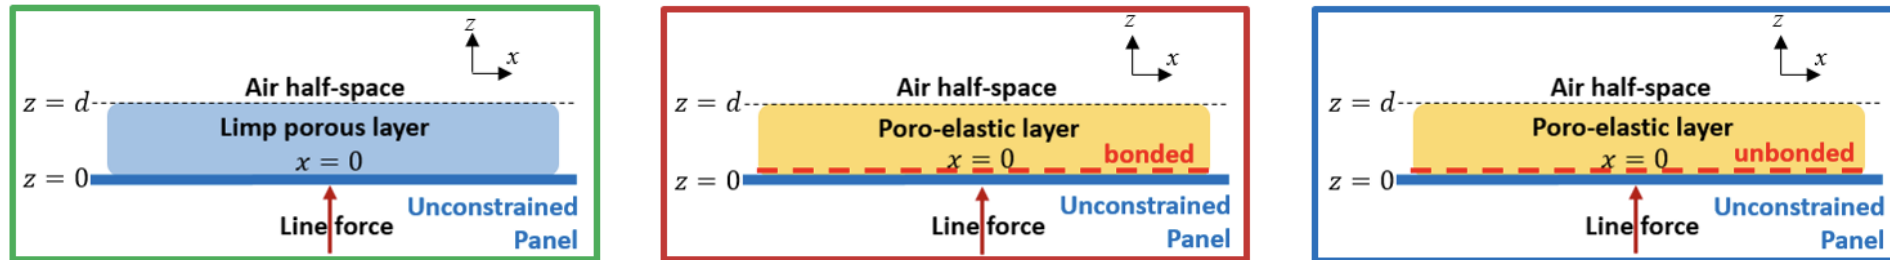 z
x
Air half-space
z = d
Limp porous layer
x = 0
z = 0
Unconstrained
Line force
Panel
z
x
Air half-space
z = d
Poro-elastic layer
x = 0
bonded
z = 0
Unconstrained
Line force
Panel
z
x
Air half-space
z = d
Poro-elastic layer
x = 0
unbonded
z = 0
Unconstrained
Line force
Panel